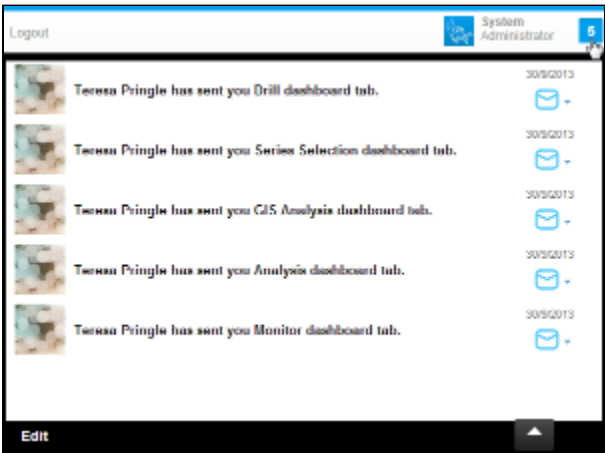 Logout
System
Administrator
5
30/9/2013
Teresa Pringle has sent you Drill dashboard tab.
30/9/2013
Teresa Pringle has sent you Series Selection dashboard tab.
30/9/2013
Teresa Pringle has sent you GIS Analysis dashboard tab.
30/9/2013
Teresa Pringle has sent you Analysis dashboard tab.
30/9/2013
Teresa Pringle has sent you Monitor dashboard tab.
Edit